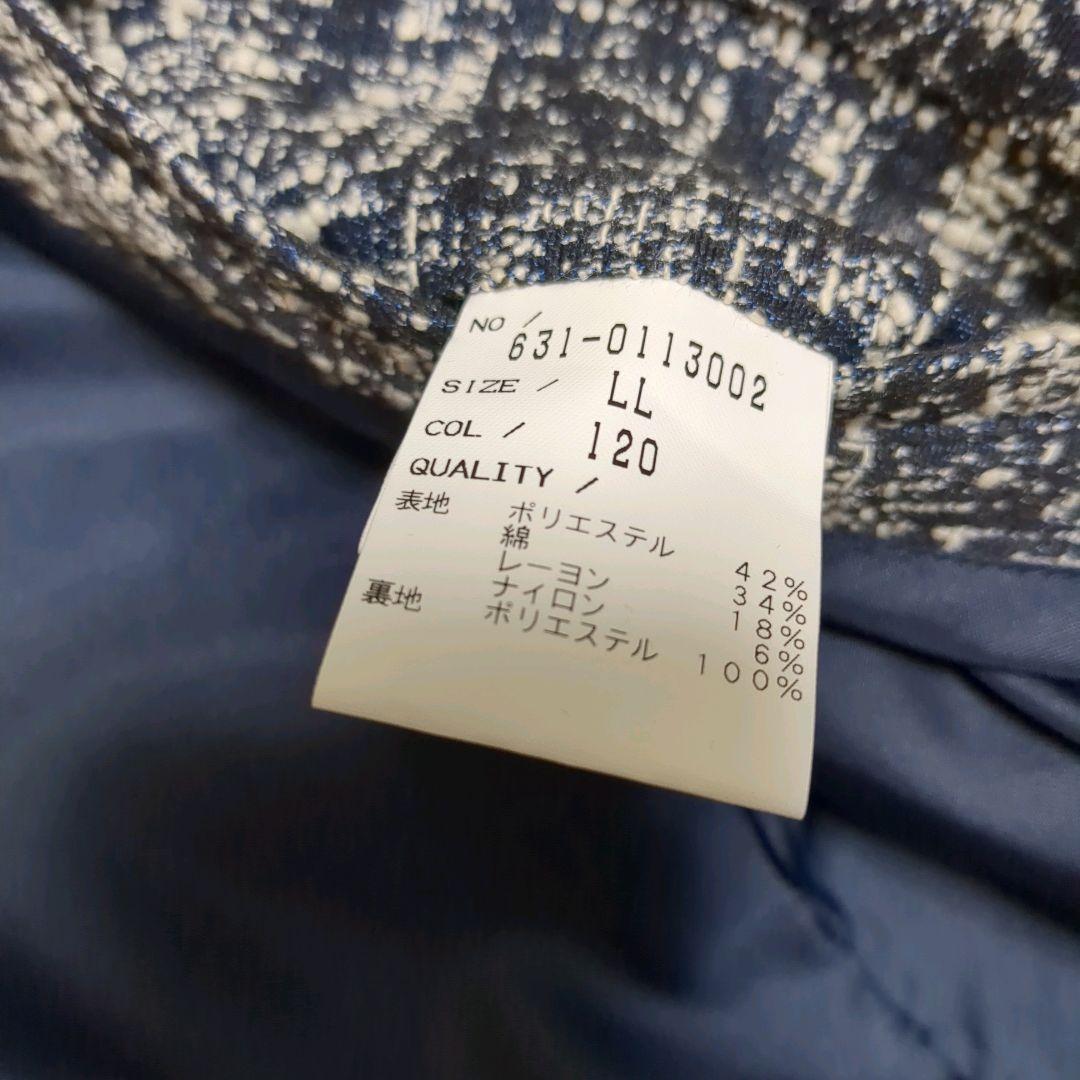 NO / 631-0113002
SIZE / LL
COL / 120
QUALITY /
表地 ポリエステル 42%
綿 34%
レーヨン 18%
ナイロン 6%
裏地 ポリエステル 100%